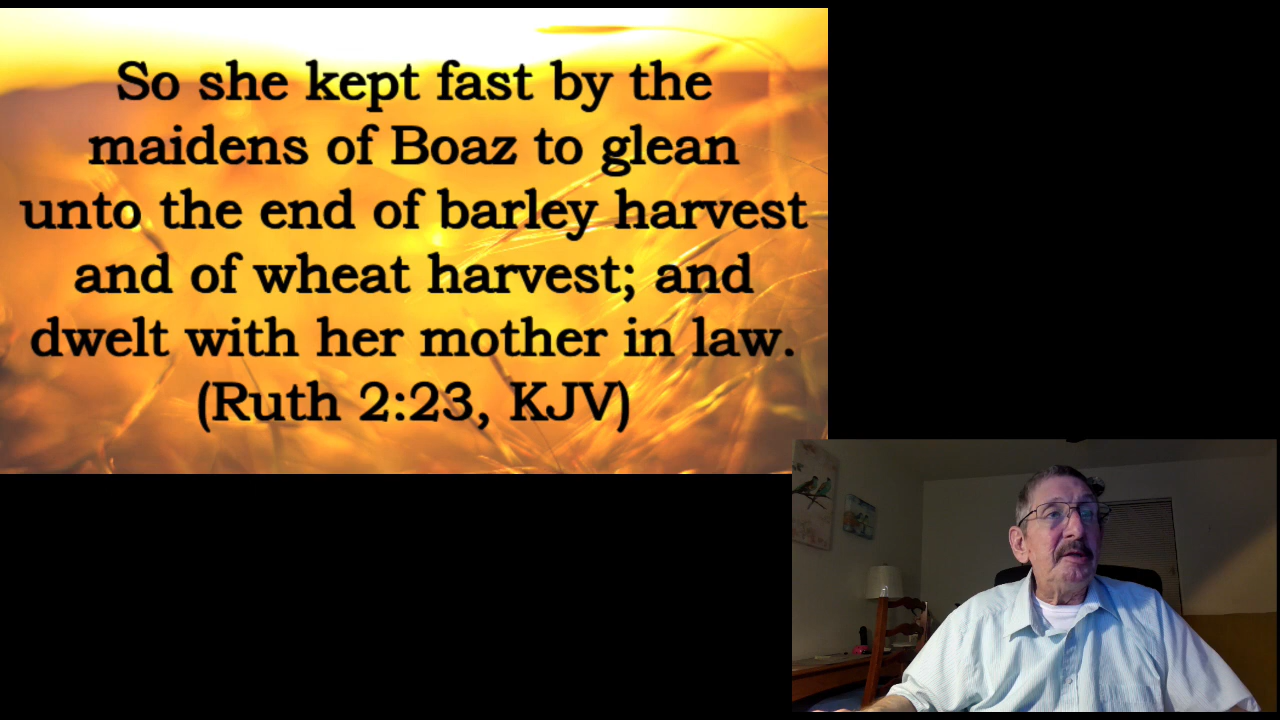 So she kept fast by the
maidens of Boaz to glean
unto the end of barley harvest
and of wheat harvest; and
dwelt with her mother in law.
(Ruth 2:23, KJV)